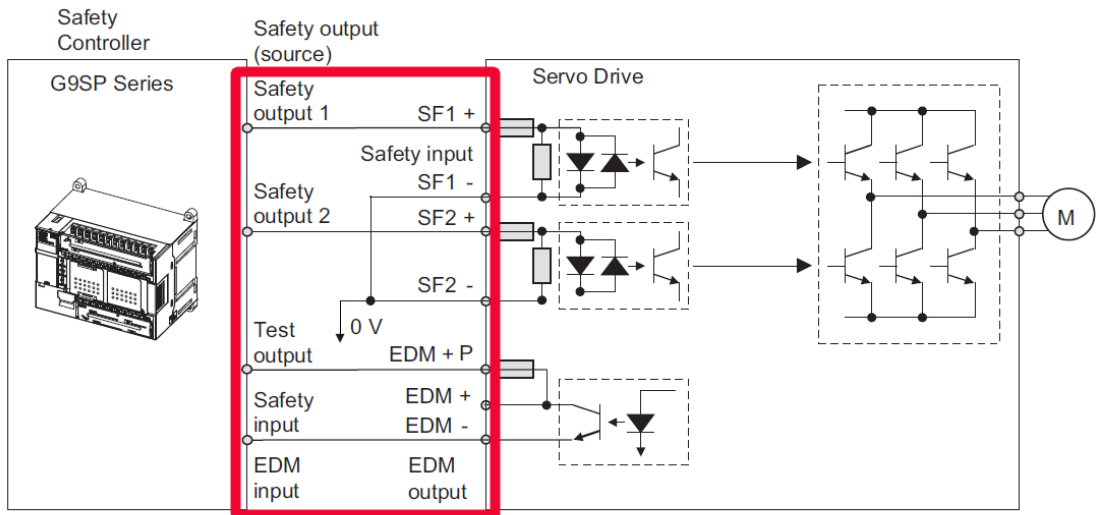 Safety
Controller
G9SP Series
Safety output
(source)
Servo Drive
Safety
output 1
SF1 +
Safety input
SF1 -
Safety
output 2
SF2 +
SF2 -
0 V
Test
output
EDM + P
EDM +
Safety
input
EDM -
EDM
input
EDM
output
M